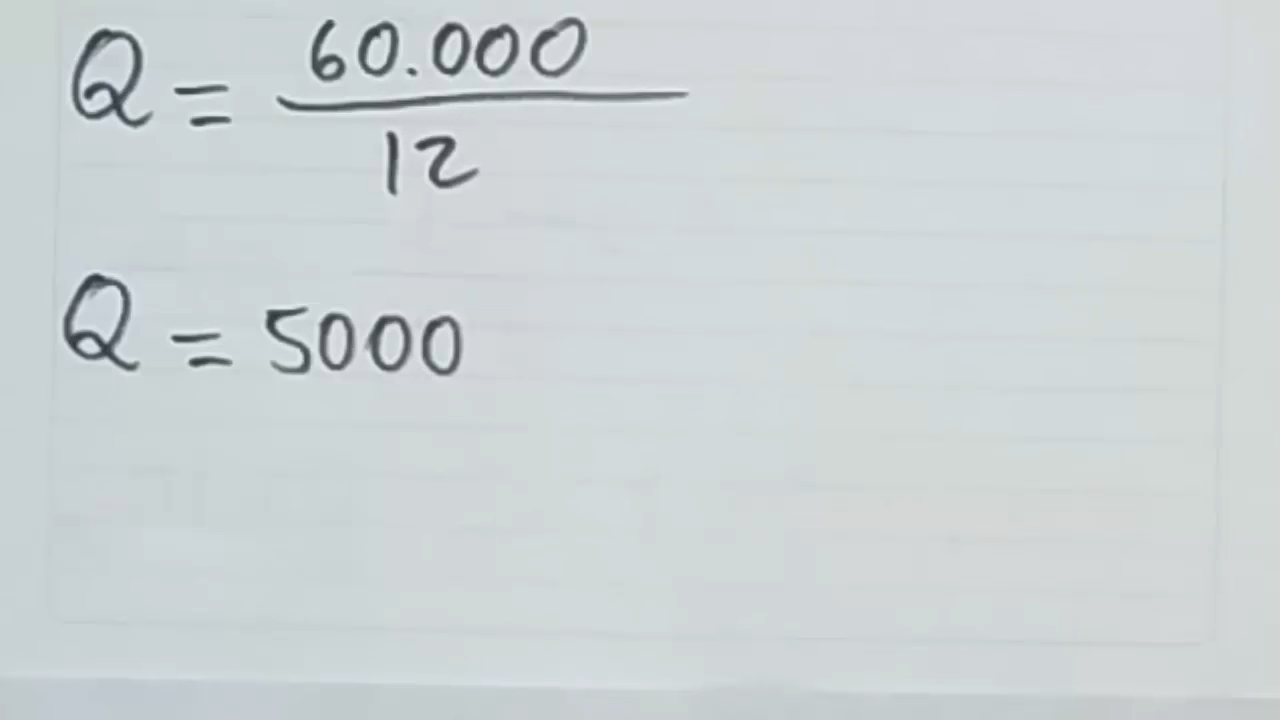 Q = 60.000 / 12
Q = 5000